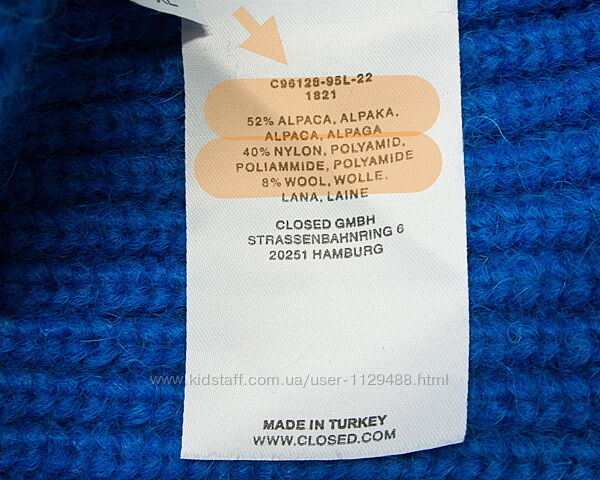 C96128-95L-22
1821
52% ALPACA, ALPAKA,
ALPACA, ALPAGA
40% NYLON, POLYAMID,
POLIAMMIDE, POLYAMIDE
8% WOOL, WOLLE,
LANA, LAINE
CLOSED GMBH
STRASSENBAHNRING 6
20251 HAMBURG
www.kidstaff.com.ua/user-1129488.html
MADE IN TURKEY
WWW.CLOSED.COM